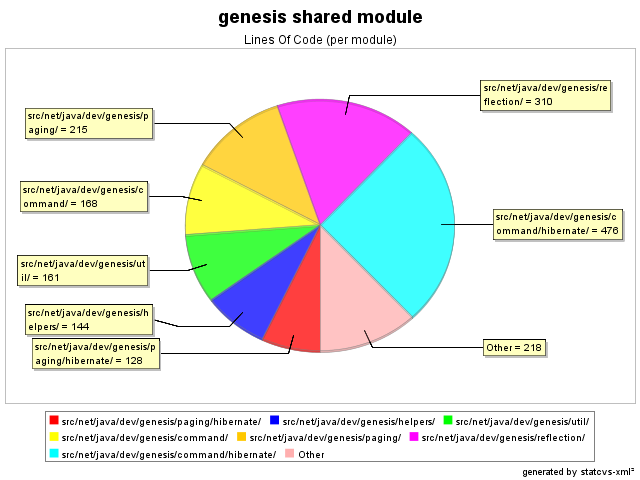 genesis shared module
Lines Of Code (per module)
src/net/java/dev/genesis/re
flection/ = 310
src/net/java/dev/genesis/p
aging/ = 215
src/net/java/dev/genesis/c
ommand/ = 168
src/net/java/dev/genesis/c
ommand/hibernate/ = 476
src/net/java/dev/genesis/ut
il/ = 161
src/net/java/dev/genesis/h
elpers/ = 144
src/net/java/dev/genesis/p
aging/hibernate/ = 128
Other = 218
src/net/java/dev/genesis/paging/hibernate/ src/net/java/dev/genesis/helpers/ src/net/java/dev/genesis/util/
src/net/java/dev/genesis/command/ src/net/java/dev/genesis/paging/ src/net/java/dev/genesis/reflection/
src/net/java/dev/genesis/command/hibernate/ Other
generated by statcvs-xml²